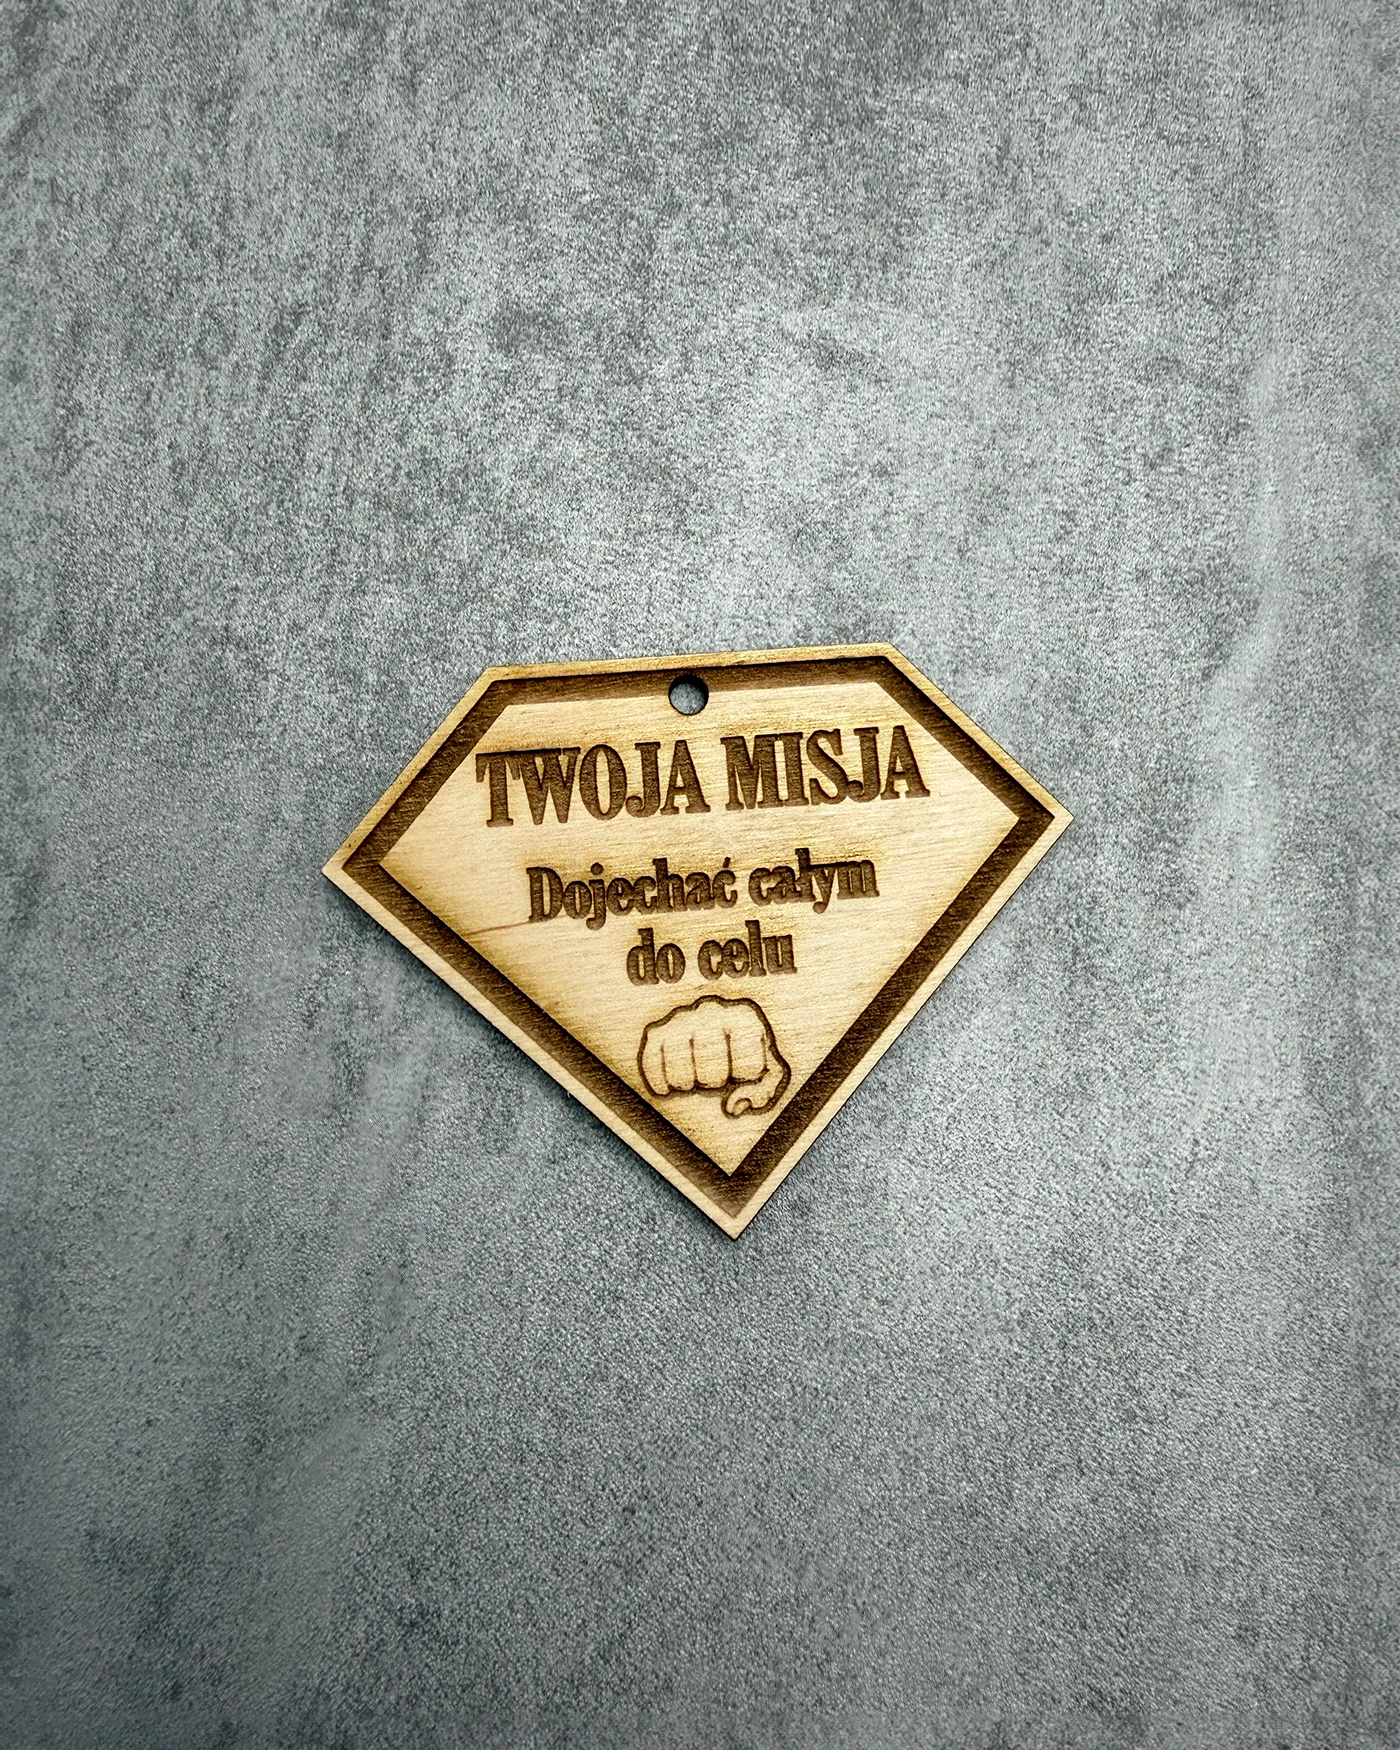 TWOJA MISJA
Dojechać całym
do celu